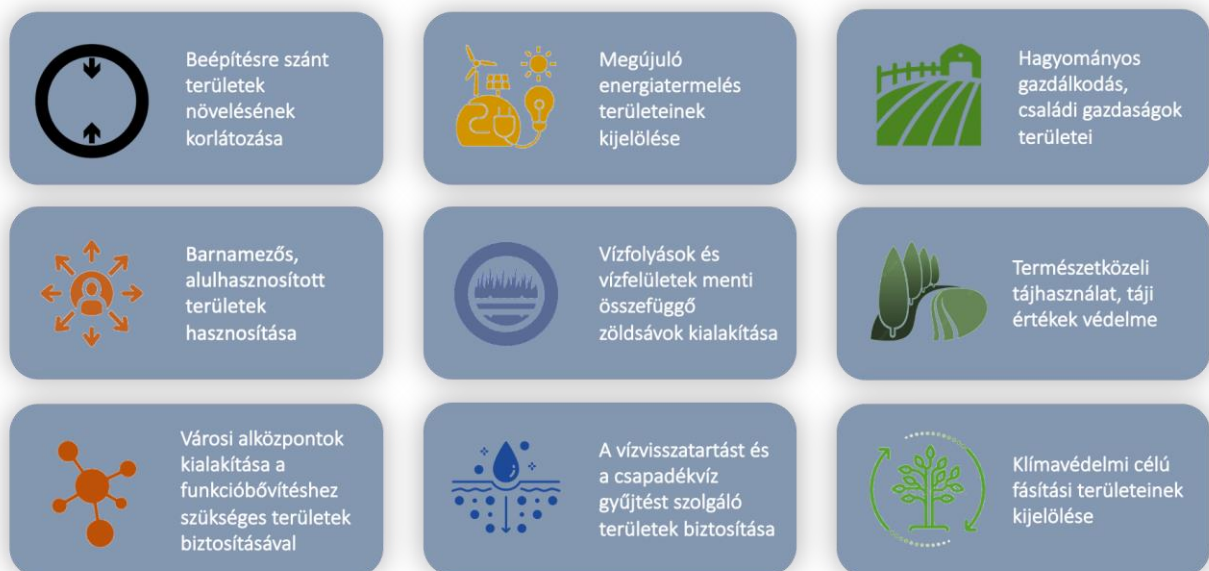 Beépítésre szánt
területek
növelésének
korlátozása
Megújuló
energiatermelés
területeinek
kijelölése
Hagyományos
gazdálkodás,
családi gazdaságok
területei
Barnamezős,
alulhasznosított
területek
hasznosítása
Vízfolyások és
vízfelületek menti
összefüggő
zöldsávok kialakítása
Természetközeli
tájhasználat, táji
értékek védelme
Városi alközpontok
kialakítása a
funkcióbővítéshez
szükséges területek
biztosításával
A vízvisszatartást és
a csapadékvíz
gyűjtést szolgáló
területek biztosítása
Klímavédelmi célú
fásítási területeinek
kijelölése